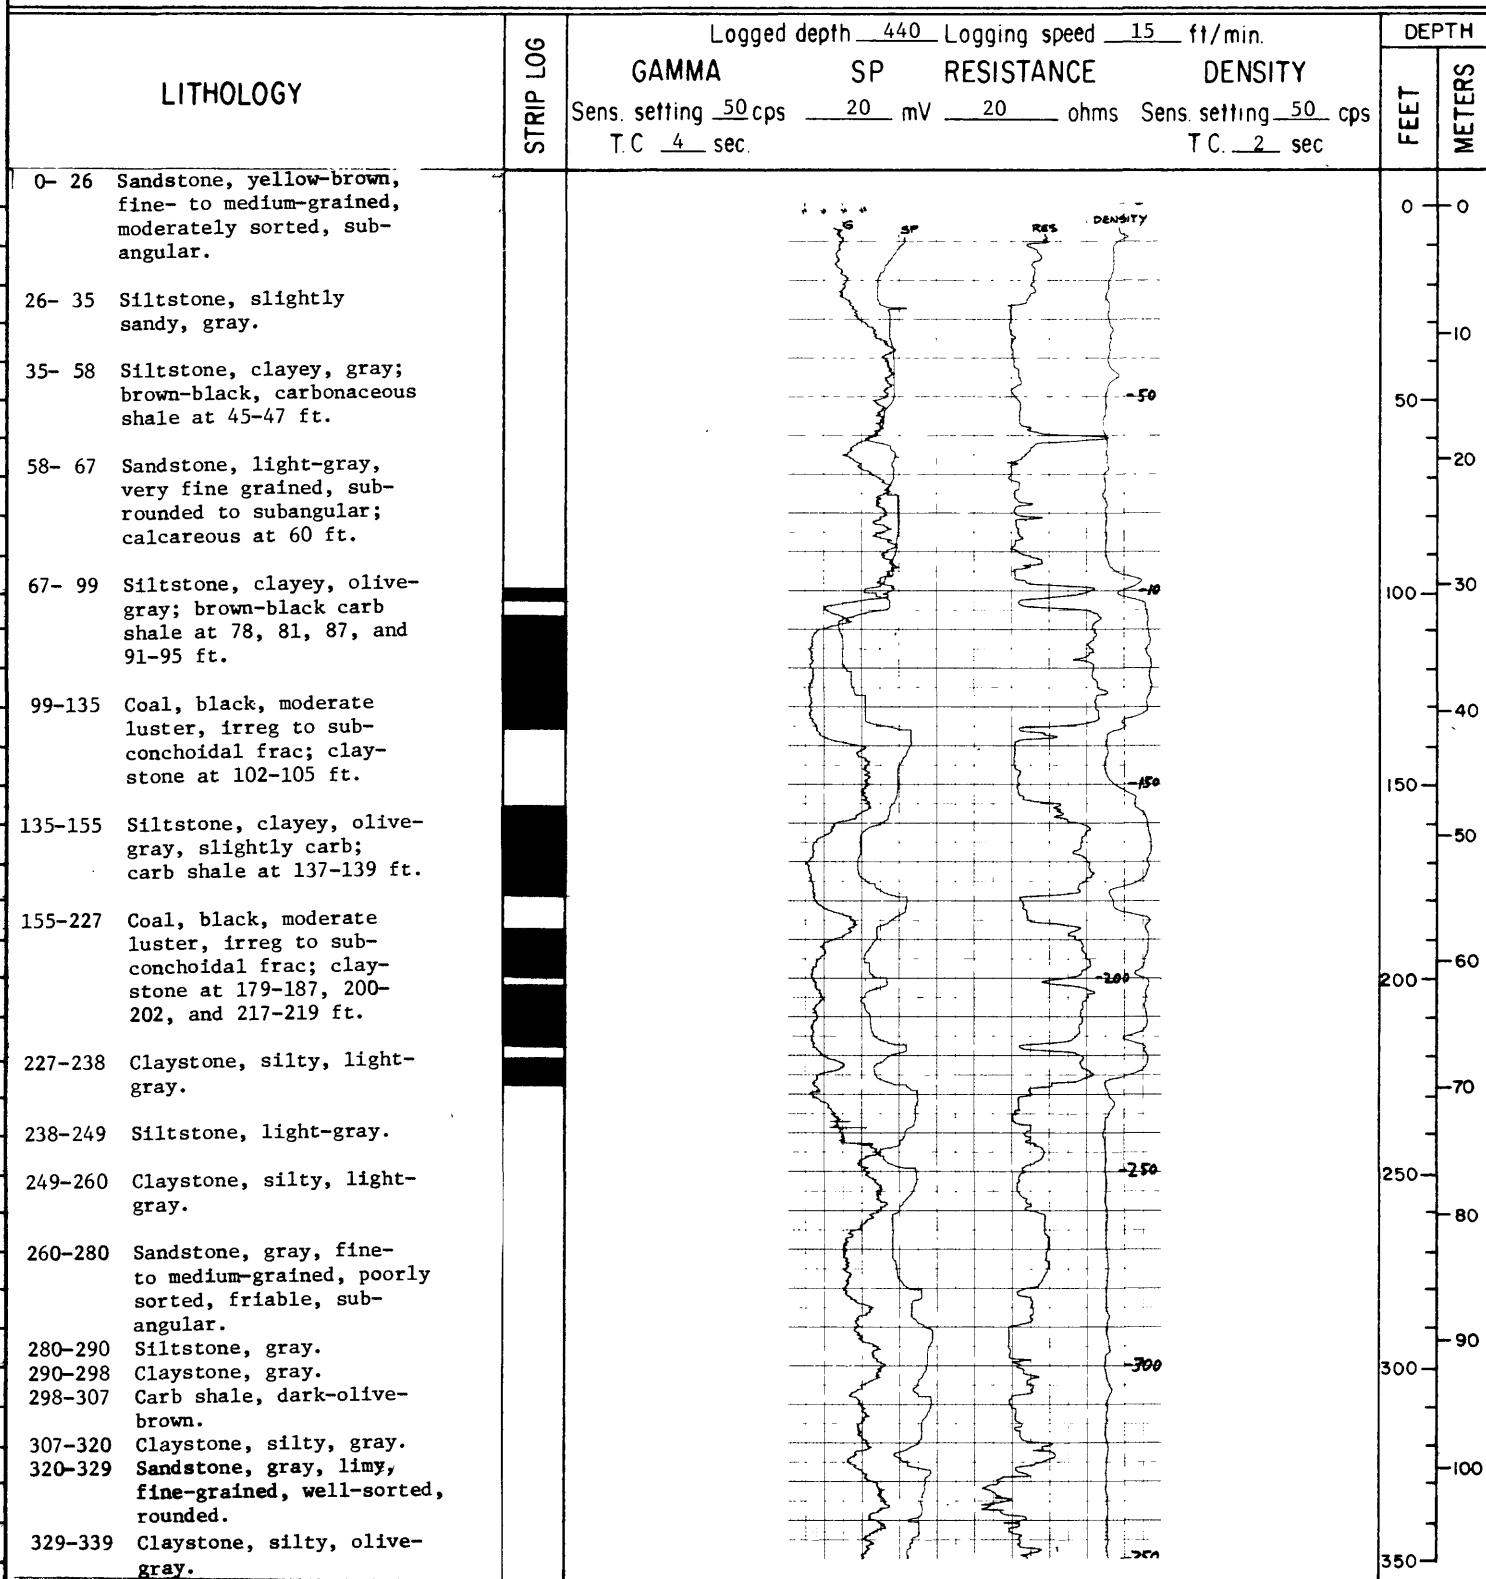 Logged depth 440 Logging speed 15 ft/min.
DEPTH
LITHOLOGY
STRIP LOG
GAMMA SP RESISTANCE DENSITY
FEET
METERS
Sens. setting 50 cps 20 mV 20 ohms Sens. setting 50 cps
T.C 4 sec. T C. 2 sec
0- 26 Sandstone, yellow-brown,
fine- to medium-grained,
moderately sorted, sub-
angular.
26- 35 Siltstone, slightly
sandy, gray.
35- 58 Siltstone, clayey, gray;
brown-black, carbonaceous
shale at 45-47 ft.
58- 67 Sandstone, light-gray,
very fine grained, sub-
rounded to subangular;
calcareous at 60 ft.
67- 99 Siltstone, clayey, olive-
gray; brown-black carb
shale at 78, 81, 87, and
91-95 ft.
99-135 Coal, black, moderate
luster, irreg to sub-
conchoidal frac; clay-
stone at 102-105 ft.
135-155 Siltstone, clayey, olive-
gray, slightly carb;
carb shale at 137-139 ft.
155-227 Coal, black, moderate
luster, irreg to sub-
conchoidal frac; clay-
stone at 179-187, 200-
202, and 217-219 ft.
227-238 Claystone, silty, light-
gray.
238-249 Siltstone, light-gray.
249-260 Claystone, silty, light-
gray.
260-280 Sandstone, gray, fine-
to medium-grained, poorly
sorted, friable, sub-
angular.
280-290 Siltstone, gray.
290-298 Claystone, gray.
298-307 Carb shale, dark-olive-
brown.
307-320 Claystone, silty, gray.
320-329 Sandstone, gray, limy,
fine-grained, well-sorted,
rounded.
329-339 Claystone, silty, olive-
gray.
G SP RES DENSITY
-50
-10
-150
-200
-250
-300
-350
0
50
100
150
200
250
300
350
0
10
20
30
40
50
60
70
80
90
100